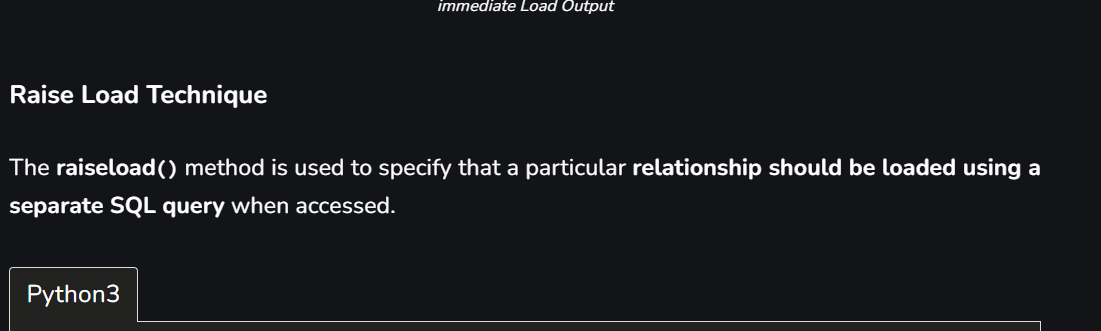 immediate Load Output
Raise Load Technique
The raiseload() method is used to specify that a particular relationship should be loaded using a
separate SQL query when accessed.
Python3